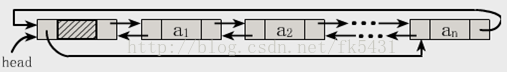 a1 a2 an
http://blog.csdn.net/fk5431
head